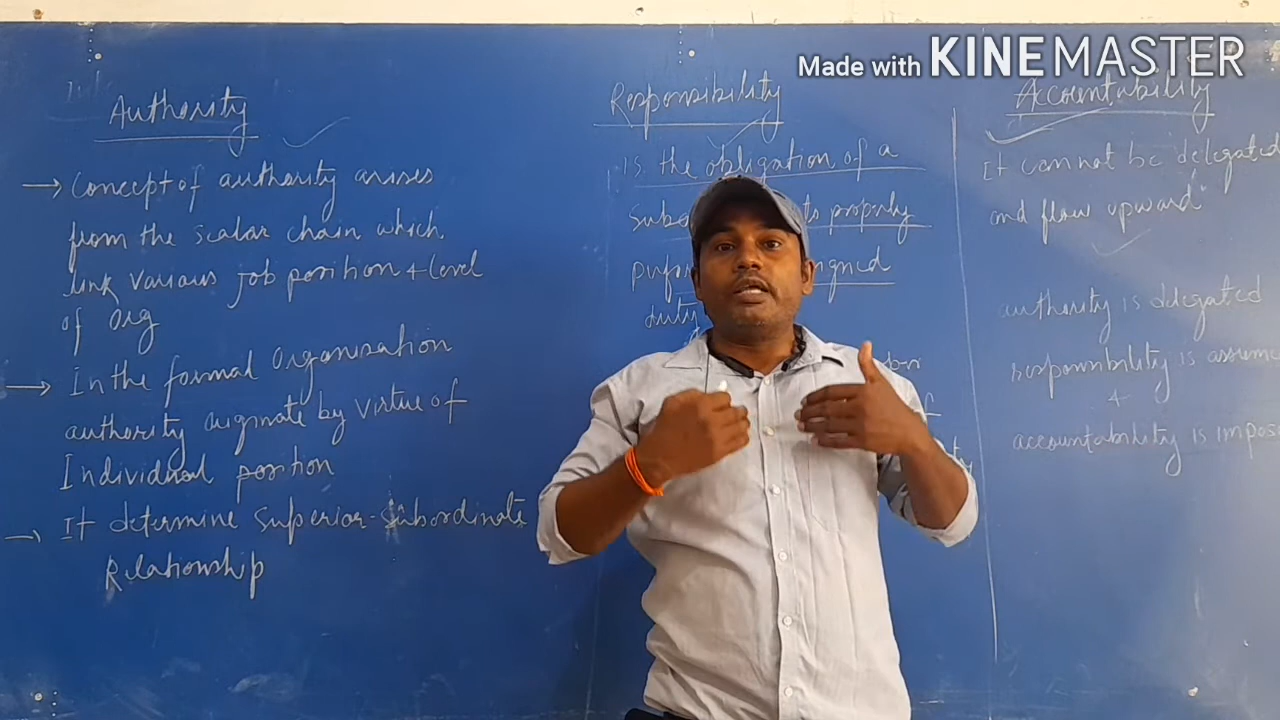 Made with KINEMASTER
Authority
→ Concept of authority arises
from the scalar chain which
link various job position + level
of org
→ In the formal organisation
authority orginate by virtue of
Individual position
→ It determine superior-subordinate
Relationship
Responsibility
is the obligation of a
to properly
duty
Accountability
It cannot be delegated
and flow upward
authority is delegated
responsibility is assume
+
accountability is impos